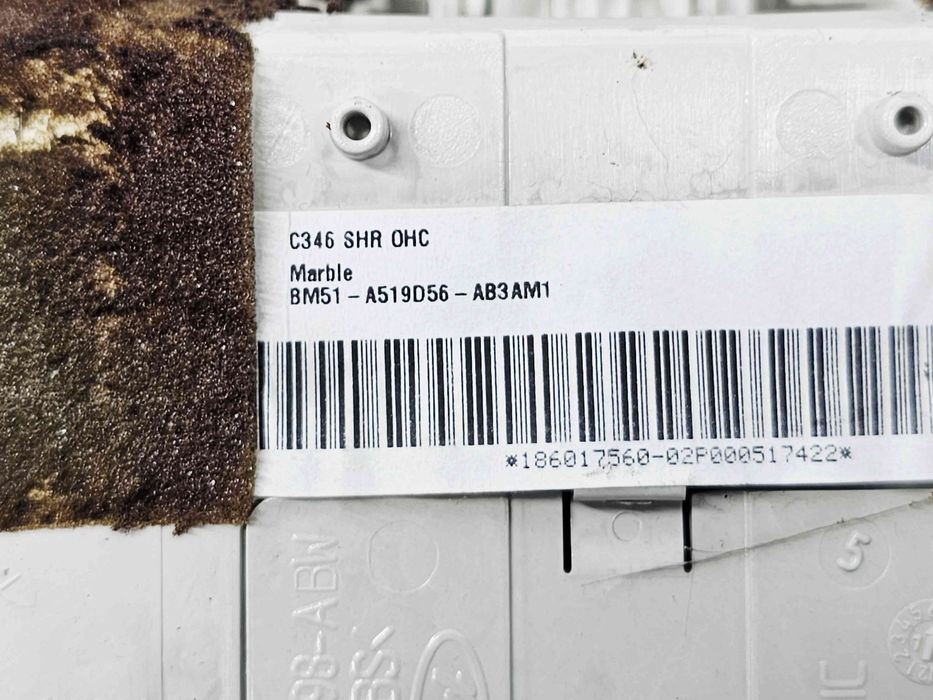 C346 SHR OHC
Marble
BM51 – A519D56 – AB3AM1
*186017560-02P000517422*
98-ABN
5